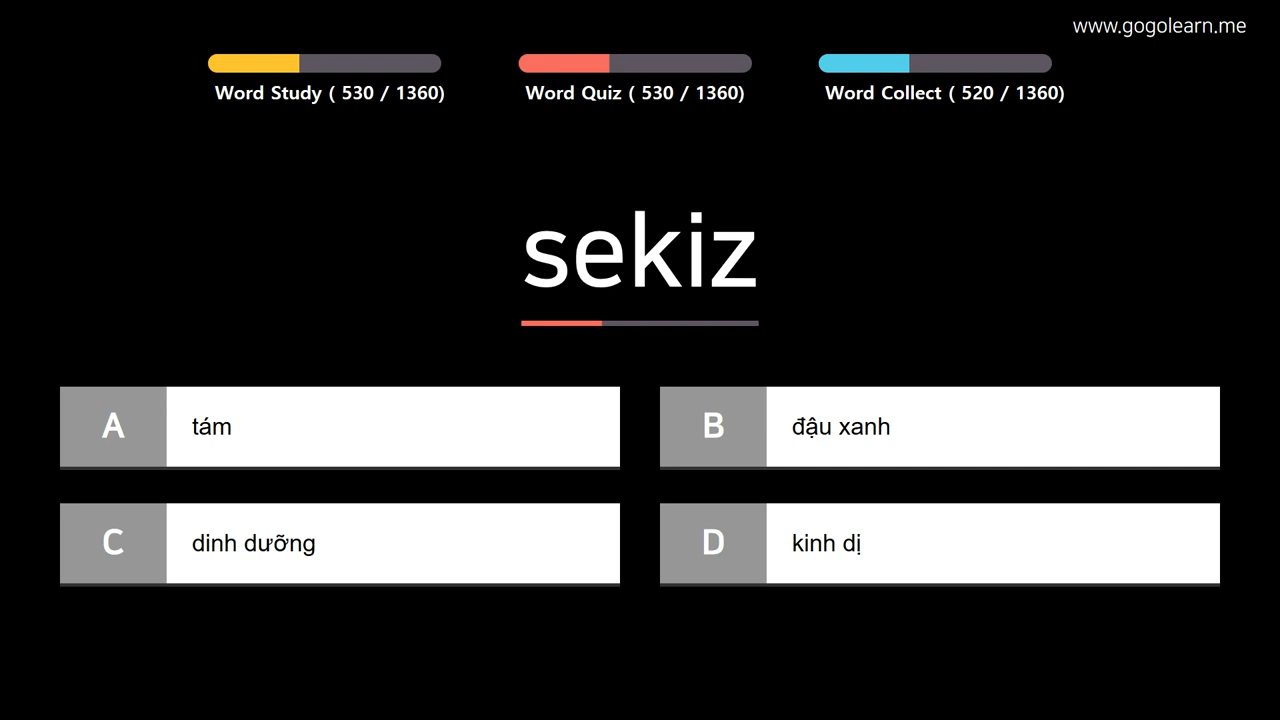 www.gogolearn.me
Word Study ( 530 / 1360)
Word Quiz ( 530 / 1360)
Word Collect ( 520 / 1360)
sekiz
A tám
B đậu xanh
C dinh dưỡng
D kinh dị